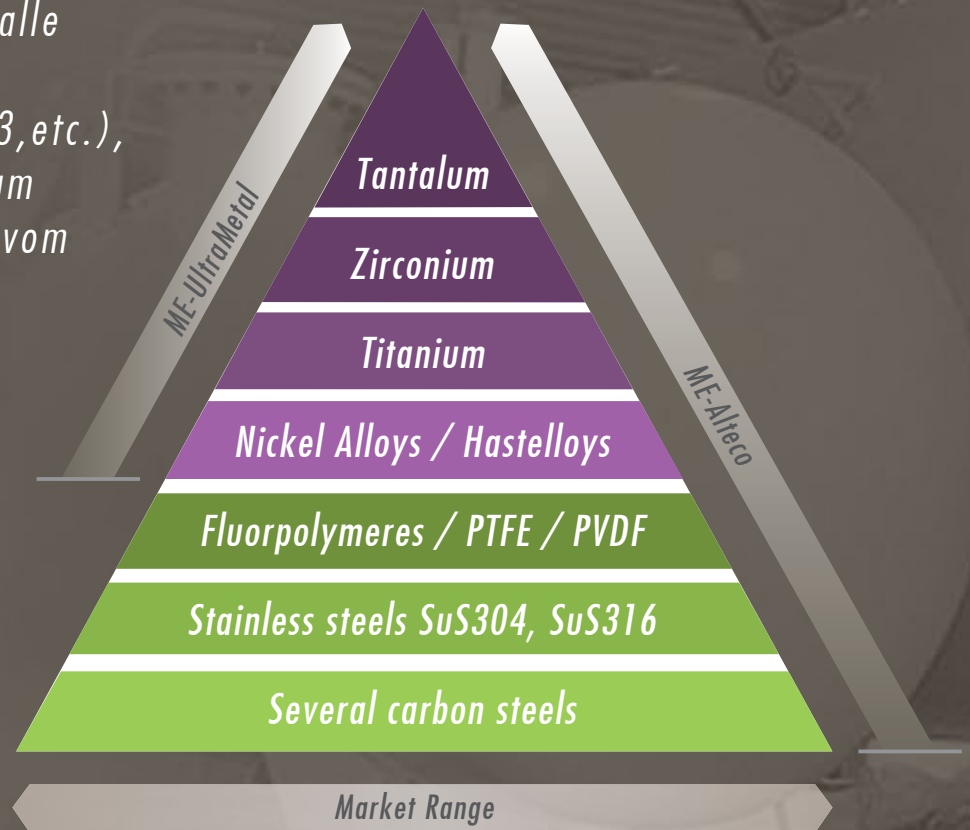 alle
3,etc.),
um
vom
ME-UltraMetal
ME-Alteco
Tantalum
Zirconium
Titanium
Nickel Alloys / Hastelloys
Fluorpolymeres / PTFE / PVDF
Stainless steels SuS304, SuS316
Several carbon steels
Market Range